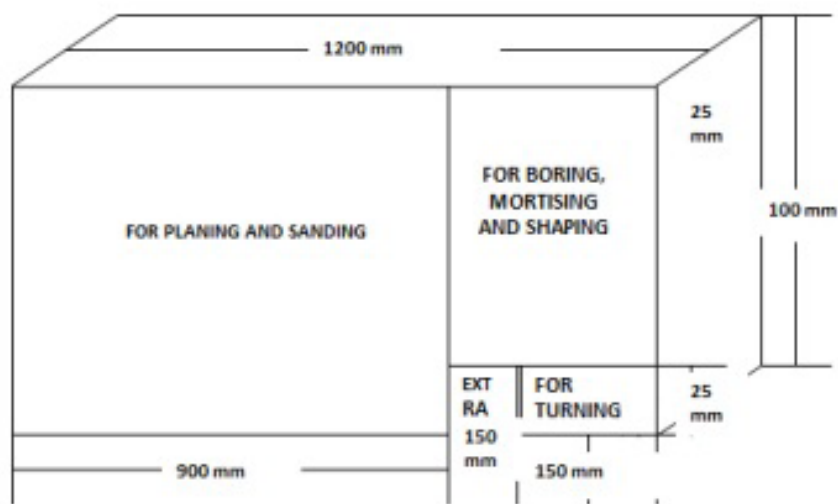 1200 mm
25
mm
FOR BORING,
MORTISING
AND SHAPING
100 mm
FOR PLANING AND SANDING
EXT
RA
FOR
TURNING
25
mm
150
mm
900 mm
150 mm